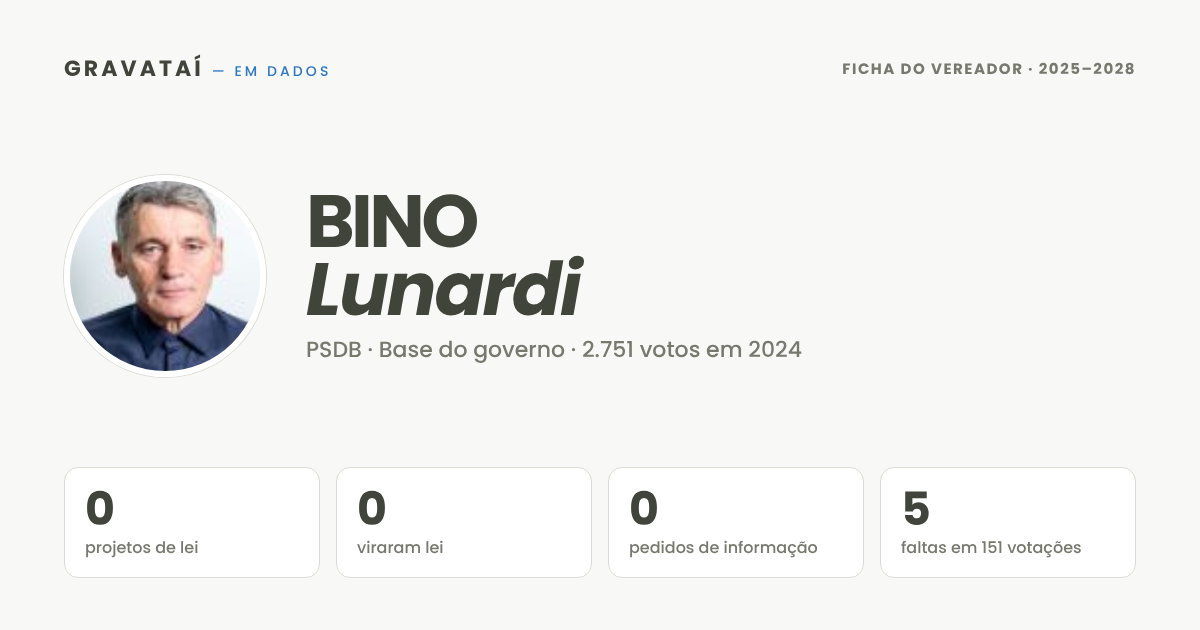 GRAVATAÍ — EM DADOS
FICHA DO VEREADOR · 2025–2028
BINO
Lunardi
PSDB · Base do governo · 2.751 votos em 2024
0
projetos de lei
0
viraram lei
0
pedidos de informação
5
faltas em 151 votações